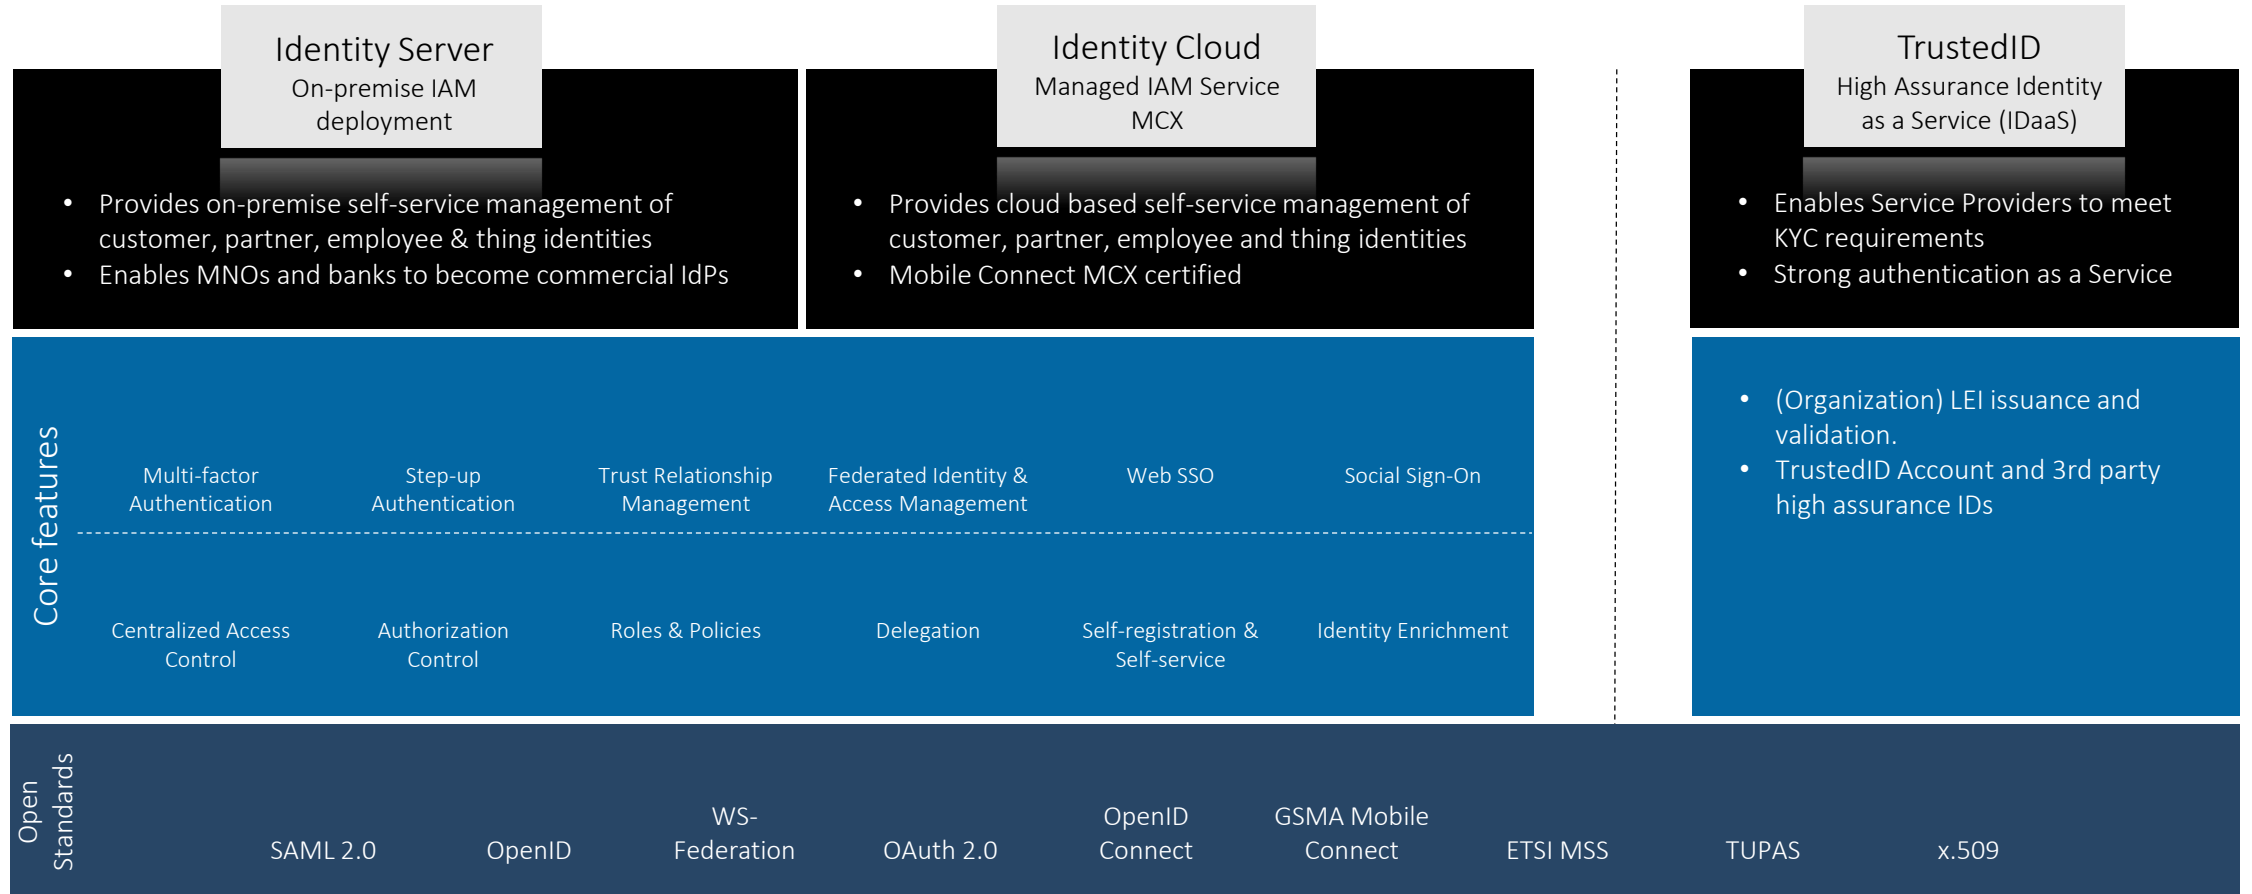 Identity Server
On-premise IAM
deployment
• Provides on-premise self-service management of
customer, partner, employee & thing identities
• Enables MNOs and banks to become commercial IdPs
Identity Cloud
Managed IAM Service
MCX
• Provides cloud based self-service management of
customer, partner, employee and thing identities
• Mobile Connect MCX certified
TrustedID
High Assurance Identity
as a Service (IDaaS)
• Enables Service Providers to meet
KYC requirements
• Strong authentication as a Service
Core features
Multi-factor
Authentication
Step-up
Authentication
Trust Relationship
Management
Federated Identity &
Access Management
Web SSO
Social Sign-On
Centralized Access
Control
Authorization
Control
Roles & Policies
Delegation
Self-registration &
Self-service
Identity Enrichment
• (Organization) LEI issuance and
validation.
• TrustedID Account and 3rd party
high assurance IDs
Open
Standards
SAML 2.0
OpenID
WS-
Federation
OAuth 2.0
OpenID
Connect
GSMA Mobile
Connect
ETSI MSS
TUPAS
x.509